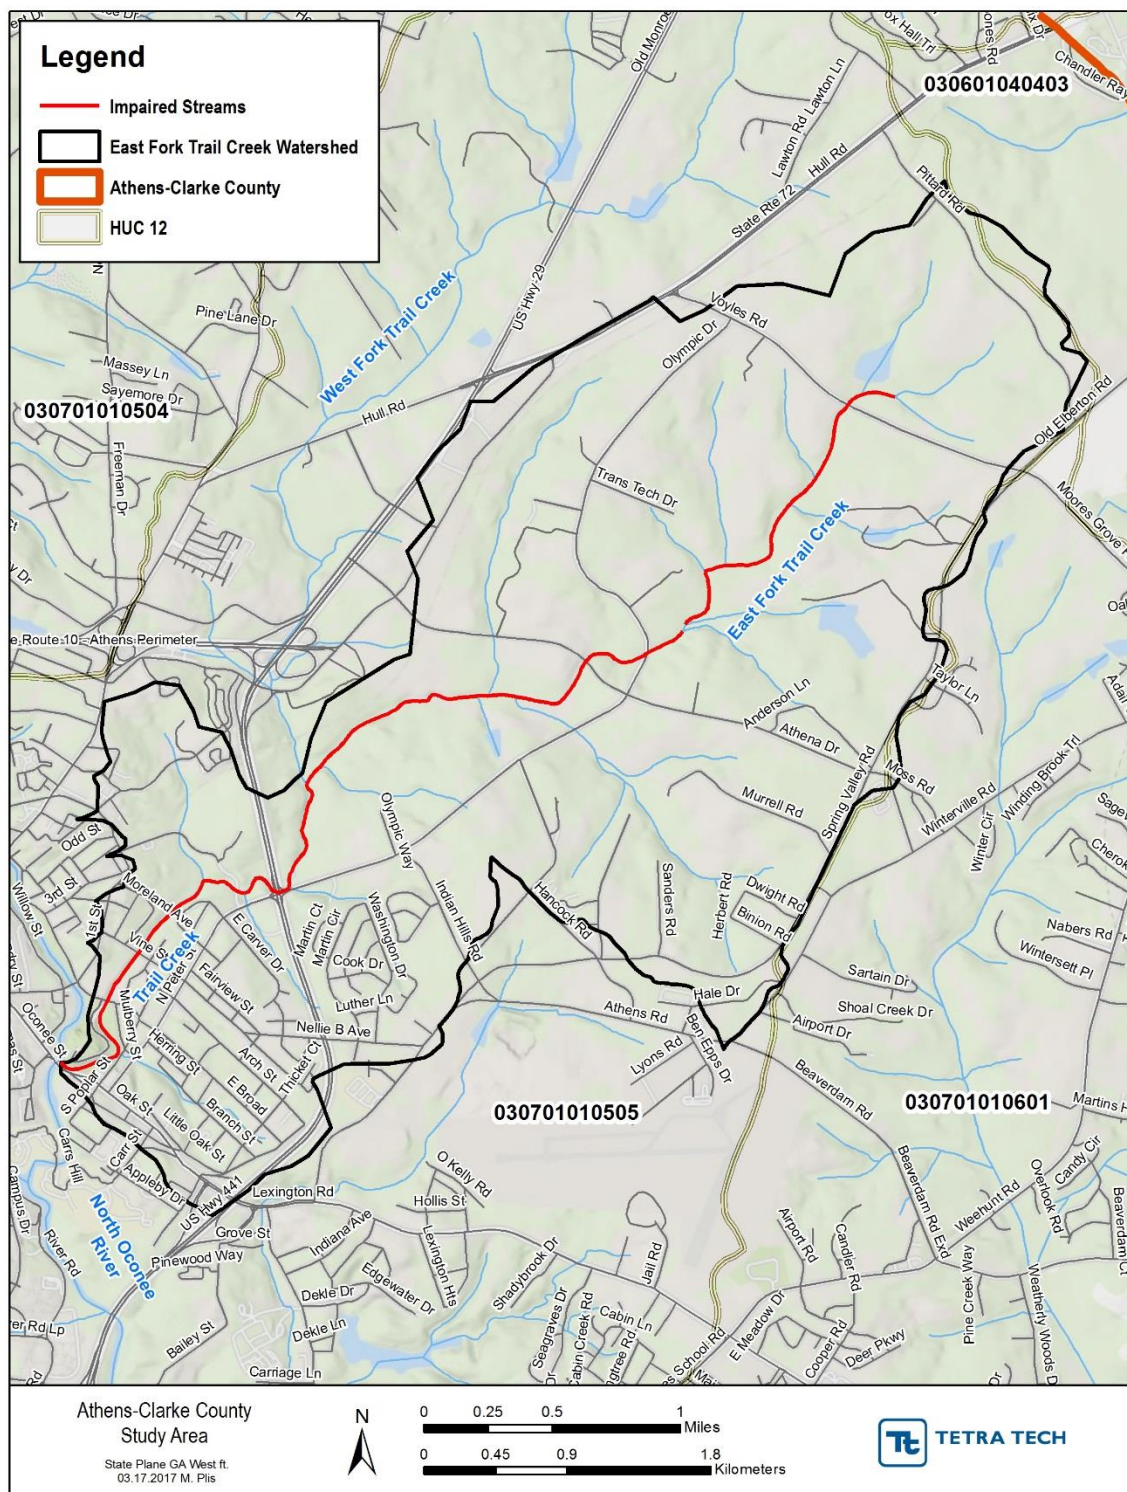 Legend
Impaired Streams
East Fork Trail Creek Watershed
Athens-Clarke County
HUC 12
Old Monroe
Fox Hall Trl
Jones Rd
Chandler Ray
030601040403
Lawton Rd
Lawton Ln
State Rte 72
Hull Rd
Pittard Rd
US Hwy 29
West Fork Trail Creek
Pine Lane Dr
Massey Ln
Sayemore Dr
030701010504
Hull Rd
Freeman Dr
Voyles Rd
Olympic Dr
Old Elberton Rd
Trans Tech Dr
Moores Grove
East Fork Trail Creek
e Route 10 - Athens Perimeter
Taylor Ln
Adair
Anderson Ln
Athena Dr
Moss Rd
Murrell Rd
Spring Valley Rd
Winterville Rd
Winding Brook Trl
Winter Cir
Sage
Cherok
Odd St
Olympic Way
3rd St
Moreland Ave
Willow St
1st St
Vine St
Trail Creek
N Peter St
E Carver Dr
Martin Ct
Martin Cir
Washington Dr
Indian Hills Rd
Hancock Rd
Sanders Rd
Herbert Rd
Dwight Rd
Binion Rd
Nabers Rd
Wintersett Pl
Cook Dr
Fairview St
Luther Ln
Sartain Dr
Hale Dr
Shoal Creek Dr
Mulberry St
Nellie B Ave
Athens Rd
Airport Dr
Oconee St
Herring St
Arch St
Thicket Ct
Ben Epps Dr
Lyons Rd
S Poplar St
Oak St
E Broad
Branch St
Little Oak St
Beaverdam Rd
030701010505
030701010601
Martins
Carrs Hill
Carr St
Appleby Dr
O Kelly Rd
Candy Cir
US Hwy 441
Lexington Rd
Hollis St
Overlook Rd
Weehunt Rd
Campus Dr
North Oconee
River
Grove St
Indiana Ave
Lexington Hts
Beaverdam Rd Exd
Beaverdam Ct
River Rd
Pinewood Way
Edgewater Dr
Shadybrook Dr
Jail Rd
Airport Rd
Candler Rd
Pine Creek Way
Weatherly Woods D
Dekle Dr
Cabin Ln
E Meadow Dr
er Rd Lp
Bailey St
Dekle Ln
Seagraves Dr
Cabin Creek Rd
ngtree Rd
es School Rd
Cooper Rd
Deer Pkwy
Carriage Ln
Athens-Clarke County
Study Area
State Plane GA West ft.
03.17.2017 M. Plis
N
0 0.25 0.5 1
Miles
0 0.45 0.9 1.8
Kilometers
Tt TETRA TECH